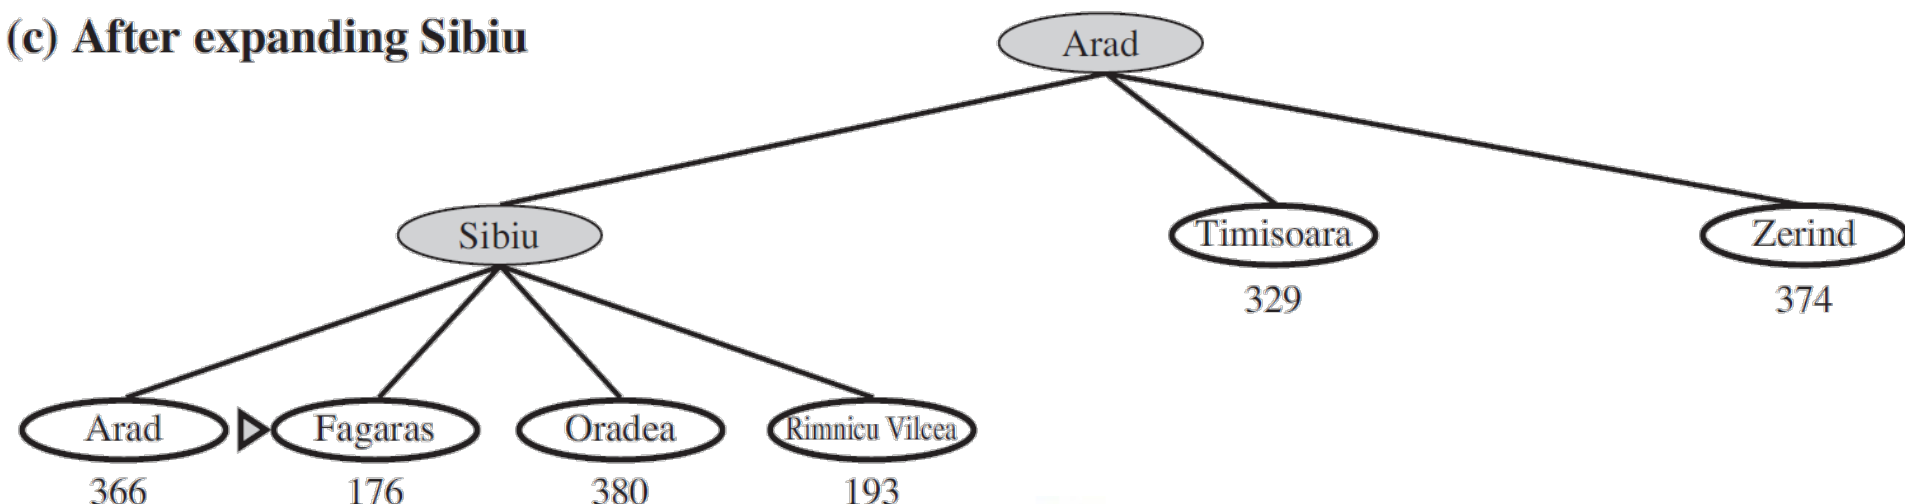 (c) After expanding Sibiu
Arad
Sibiu
Timisoara
Zerind
329
374
Arad
Fagaras
Oradea
Rimnicu Vilcea
366
176
380
193